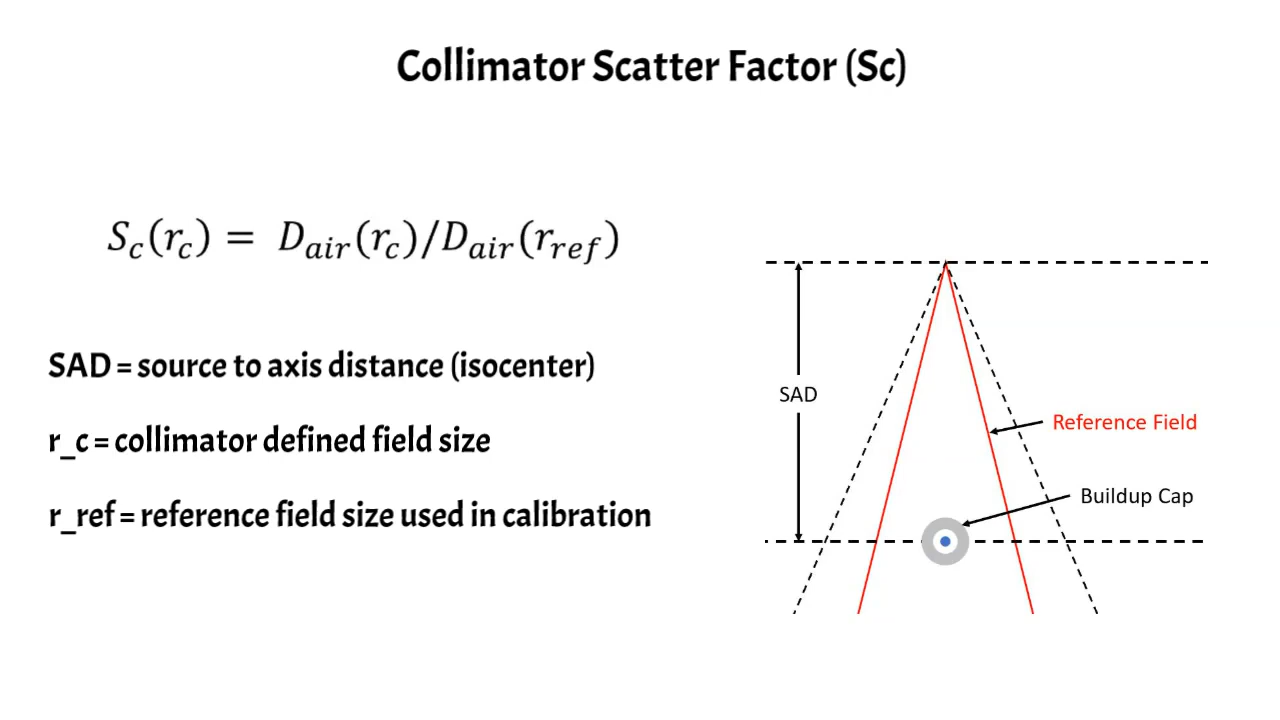 Collimator Scatter Factor (Sc)
S_c(r_c) = D_air(r_c)/D_air(r_ref)
SAD = source to axis distance (isocenter)
r_c = collimator defined field size
r_ref = reference field size used in calibration
SAD
Reference Field
Buildup Cap